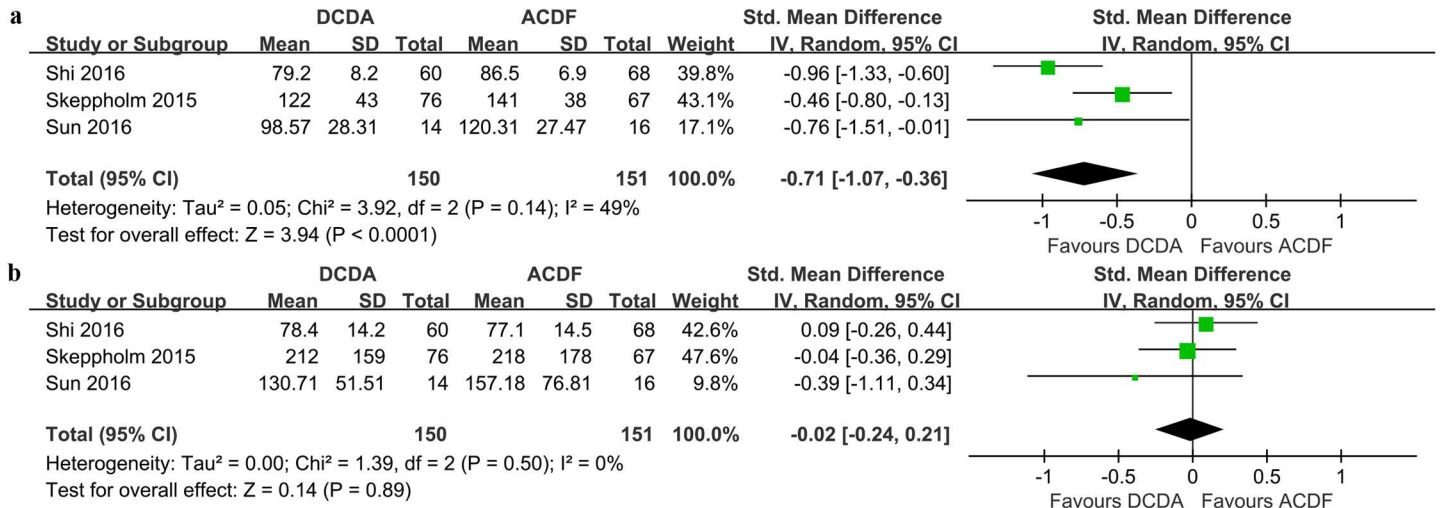 a DCDA ACDF Std. Mean Difference Std. Mean Difference
Study or Subgroup Mean SD Total Mean SD Total Weight IV, Random, 95% CI IV, Random, 95% CI
Shi 2016 79.2 8.2 60 86.5 6.9 68 39.8% -0.96 [-1.33, -0.60]
Skeppholm 2015 122 43 76 141 38 67 43.1% -0.46 [-0.80, -0.13]
Sun 2016 98.57 28.31 14 120.31 27.47 16 17.1% -0.76 [-1.51, -0.01]
Total (95% CI) 150 151 100.0% -0.71 [-1.07, -0.36]
Heterogeneity: Tau² = 0.05; Chi² = 3.92, df = 2 (P = 0.14); I² = 49%
Test for overall effect: Z = 3.94 (P < 0.0001)
-1 -0.5 0 0.5 1
Favours DCDA Favours ACDF
b DCDA ACDF Std. Mean Difference Std. Mean Difference
Study or Subgroup Mean SD Total Mean SD Total Weight IV, Random, 95% CI IV, Random, 95% CI
Shi 2016 78.4 14.2 60 77.1 14.5 68 42.6% 0.09 [-0.26, 0.44]
Skeppholm 2015 212 159 76 218 178 67 47.6% -0.04 [-0.36, 0.29]
Sun 2016 130.71 51.51 14 157.18 76.81 16 9.8% -0.39 [-1.11, 0.34]
Total (95% CI) 150 151 100.0% -0.02 [-0.24, 0.21]
Heterogeneity: Tau² = 0.00; Chi² = 1.39, df = 2 (P = 0.50); I² = 0%
Test for overall effect: Z = 0.14 (P = 0.89)
-1 -0.5 0 0.5 1
Favours DCDA Favours ACDF